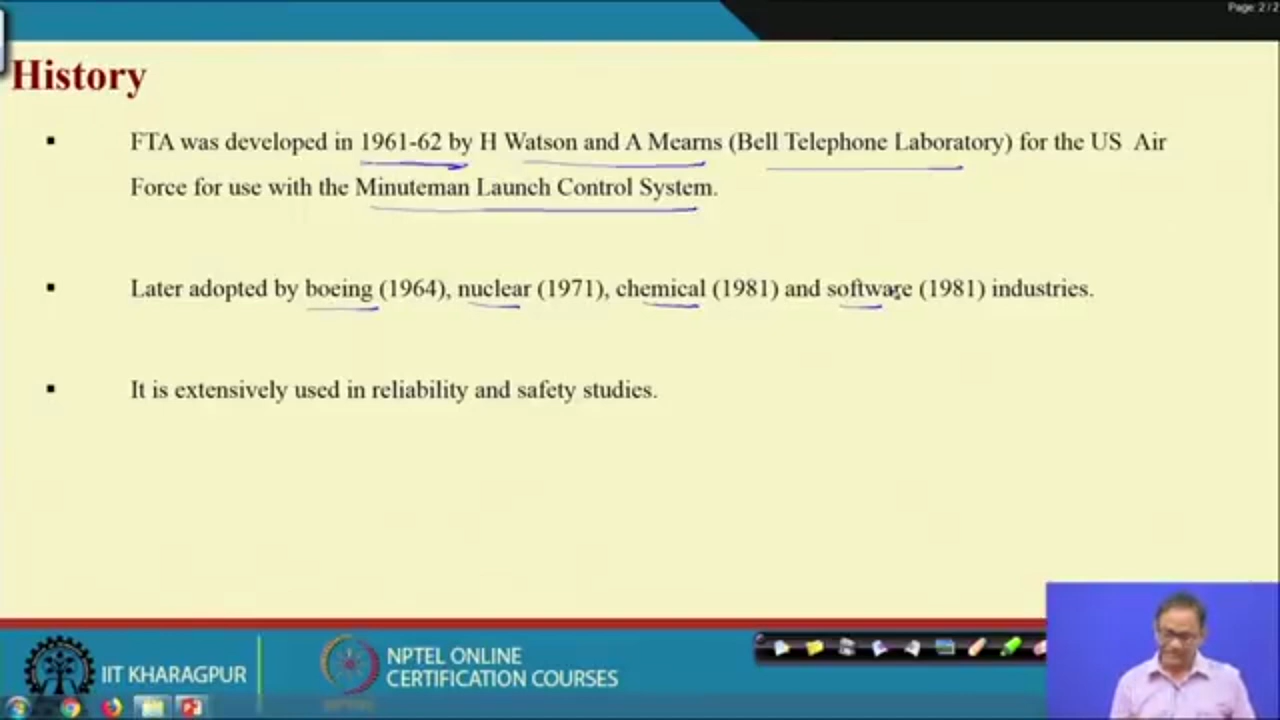 Page: 2 / 2
History
▪ FTA was developed in 1961-62 by H Watson and A Mearns (Bell Telephone Laboratory) for the US Air
Force for use with the Minuteman Launch Control System.
▪ Later adopted by boeing (1964), nuclear (1971), chemical (1981) and software (1981) industries.
▪ It is extensively used in reliability and safety studies.
IIT KHARAGPUR
NPTEL ONLINE
CERTIFICATION COURSES